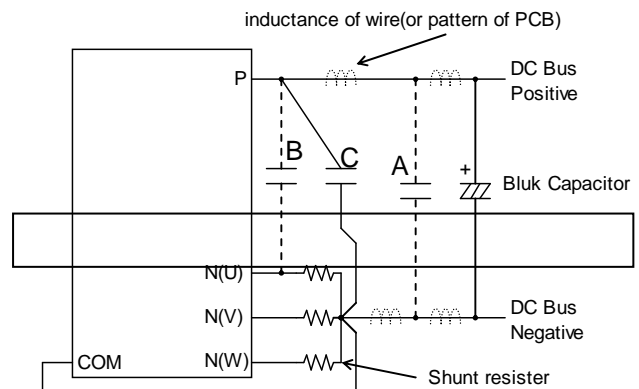 inductance of wire(or pattern of PCB)
P
DC Bus
Positive
B
C
A
+
Bluk Capacitor
N(U)
N(V)
DC Bus
Negative
COM
N(W)
Shunt resister